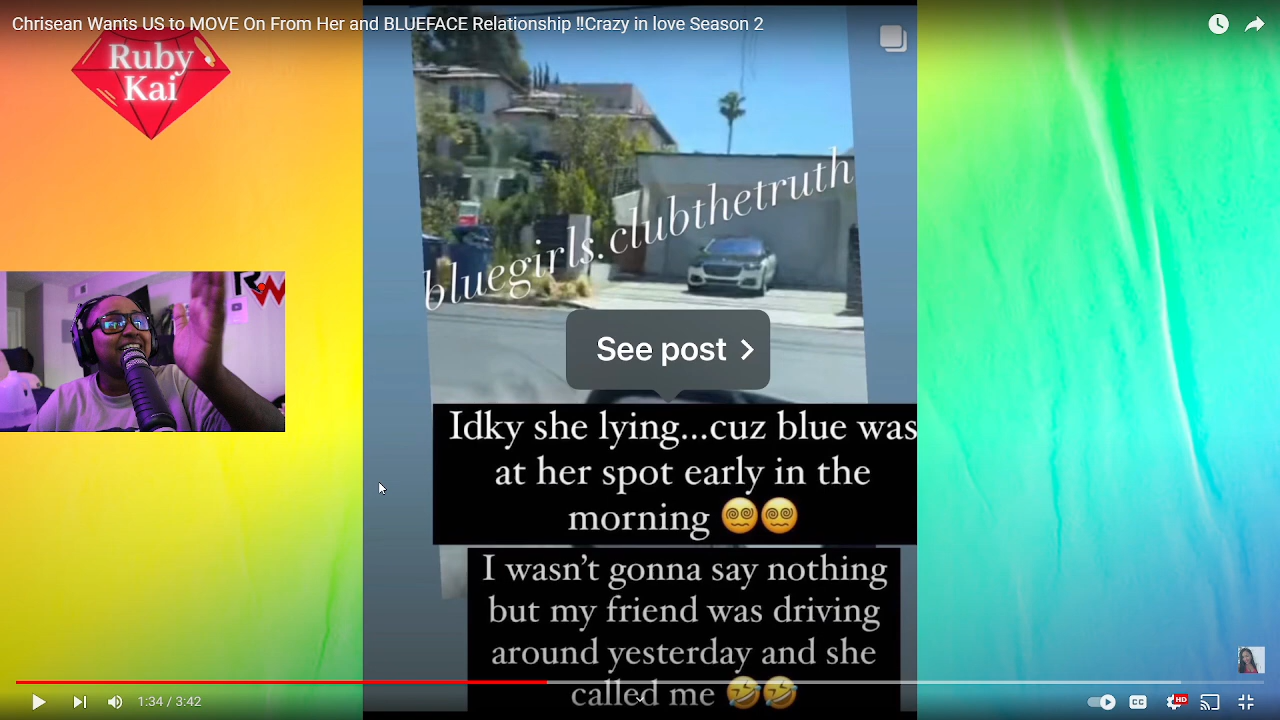 Chrisean Wants US to MOVE On From Her and BLUEFACE Relationship ‼Crazy in love Season 2
Ruby
Kai
bluegirls.clubthetruth
See post >
Idky she lying...cuz blue was
at her spot early in the
morning 😵‍💫😵‍💫
I wasn't gonna say nothing
but my friend was driving
around yesterday and she
called me 🤣🤣
1:34 / 3:42
CC
HD